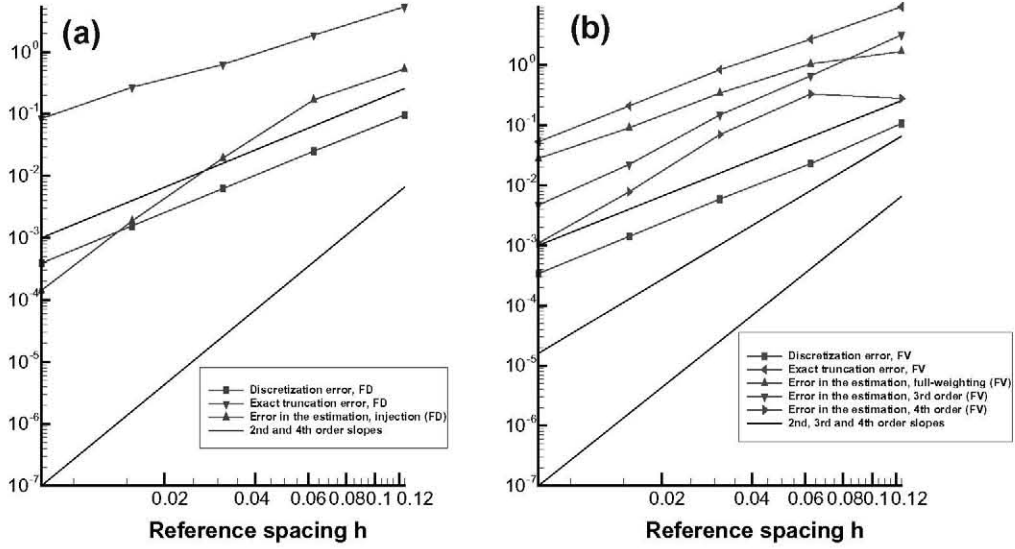 (a)
10^0
10^-1
10^-2
10^-3
10^-4
10^-5
10^-6
10^-7
Discretization error, FD
Exact truncation error, FD
Error in the estimation, injection (FD)
2nd and 4th order slopes
0.02 0.04 0.06 0.08 0.1 0.12
Reference spacing h
(b)
10^0
10^-1
10^-2
10^-3
10^-4
10^-5
10^-6
10^-7
Discretization error, FV
Exact truncation error, FV
Error in the estimation, full-weighting (FV)
Error in the estimation, 3rd order (FV)
Error in the estimation, 4th order (FV)
2nd, 3rd and 4th order slopes
0.02 0.04 0.06 0.08 0.10 0.12
Reference spacing h